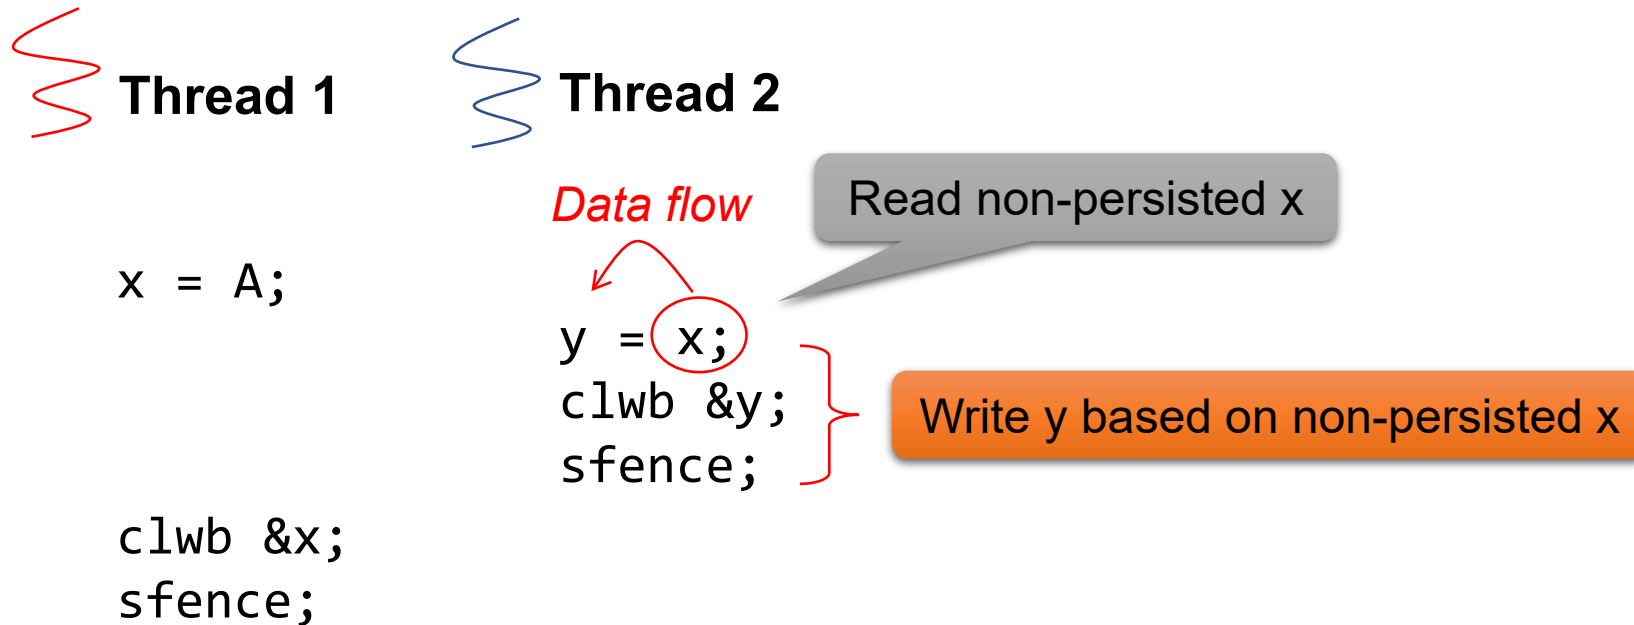 Thread 1
Thread 2
Data flow
Read non-persisted x
x = A;
y = x;
clwb &y;
sfence;
Write y based on non-persisted x
clwb &x;
sfence;